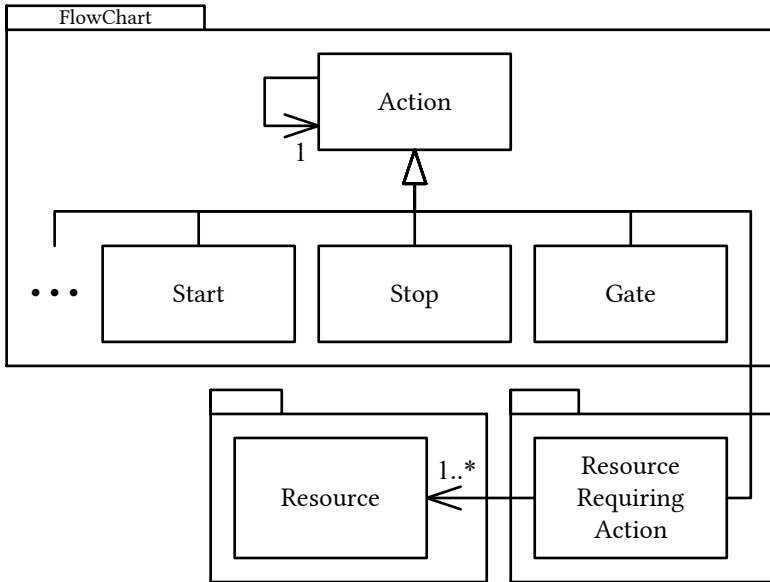 FlowChart
Action
1
...
Start
Stop
Gate
1..*
Resource
Resource
Requiring
Action